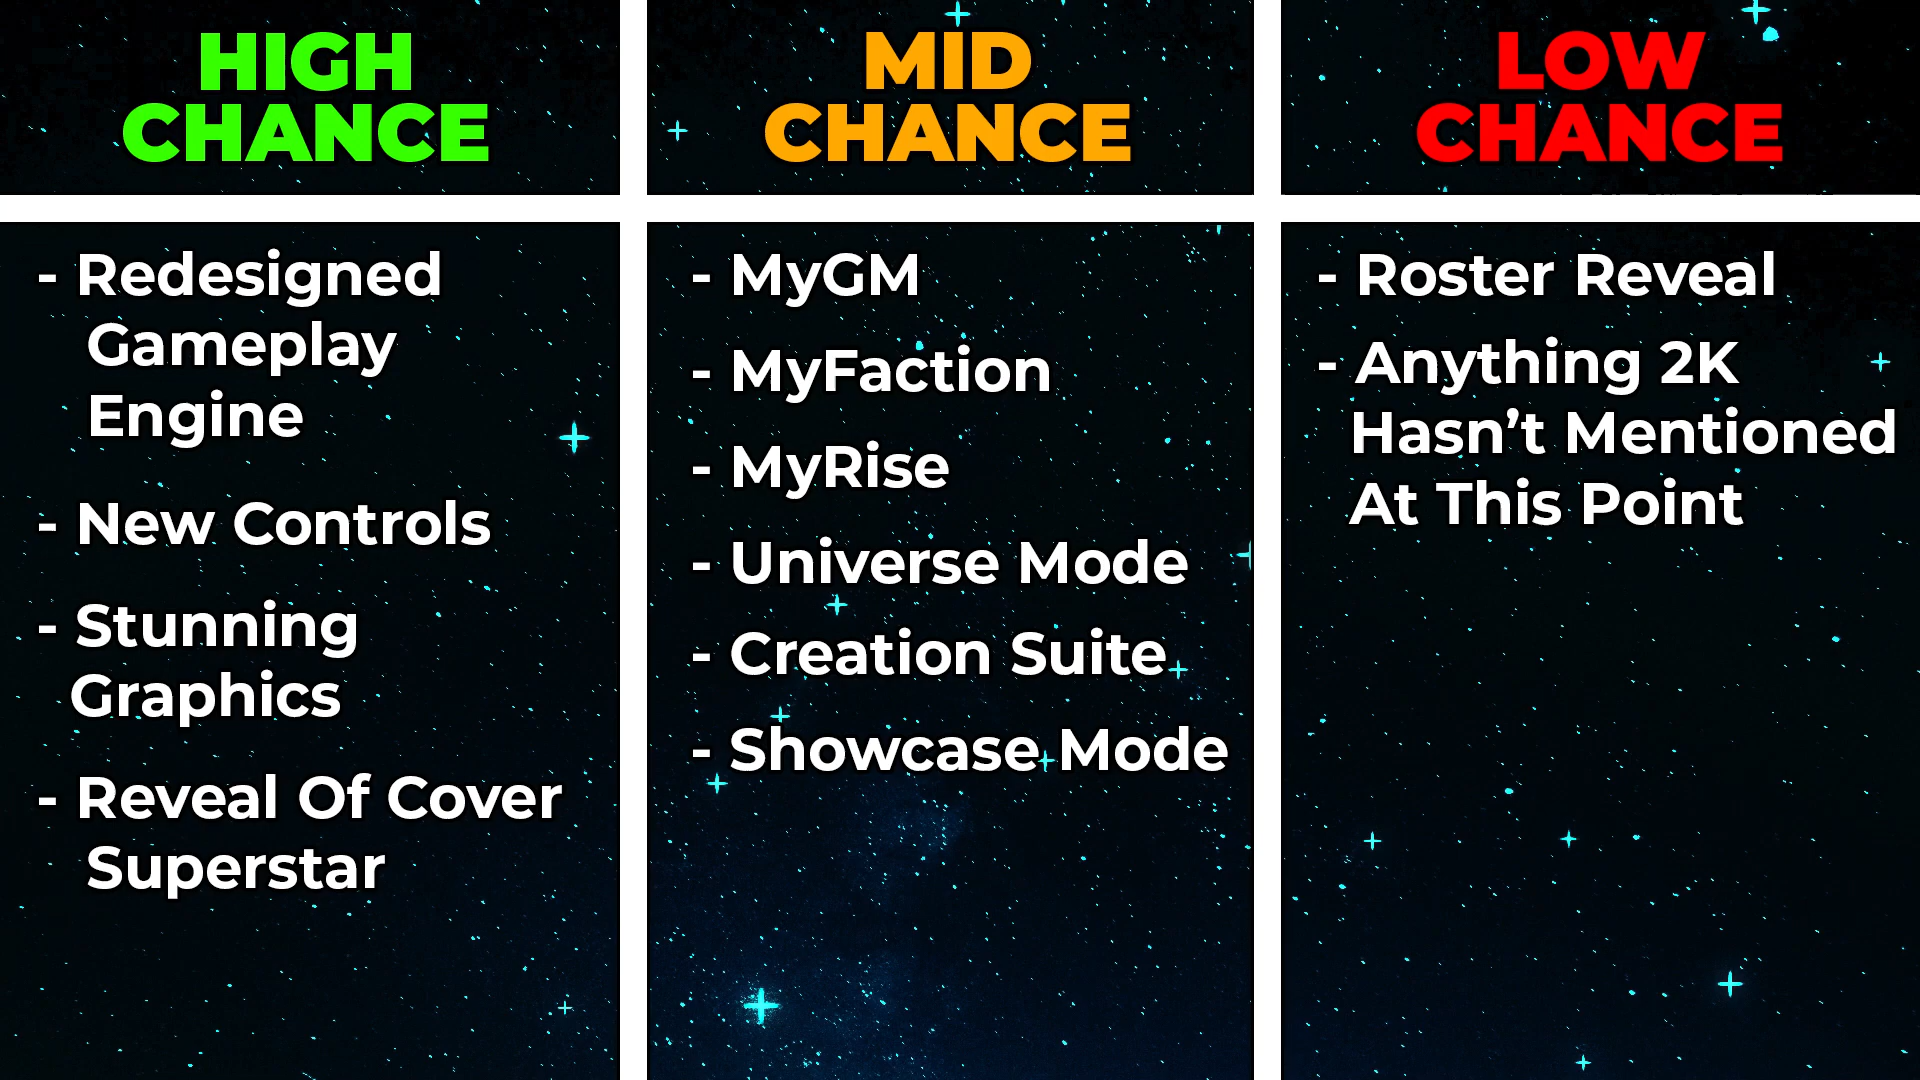 HIGH
CHANCE
- Redesigned
Gameplay
Engine
- New Controls
- Stunning
Graphics
- Reveal Of Cover
Superstar
MID
CHANCE
- MyGM
- MyFaction
- MyRise
- Universe Mode
- Creation Suite
- Showcase Mode
LOW
CHANCE
- Roster Reveal
- Anything 2K
Hasn’t Mentioned
At This Point